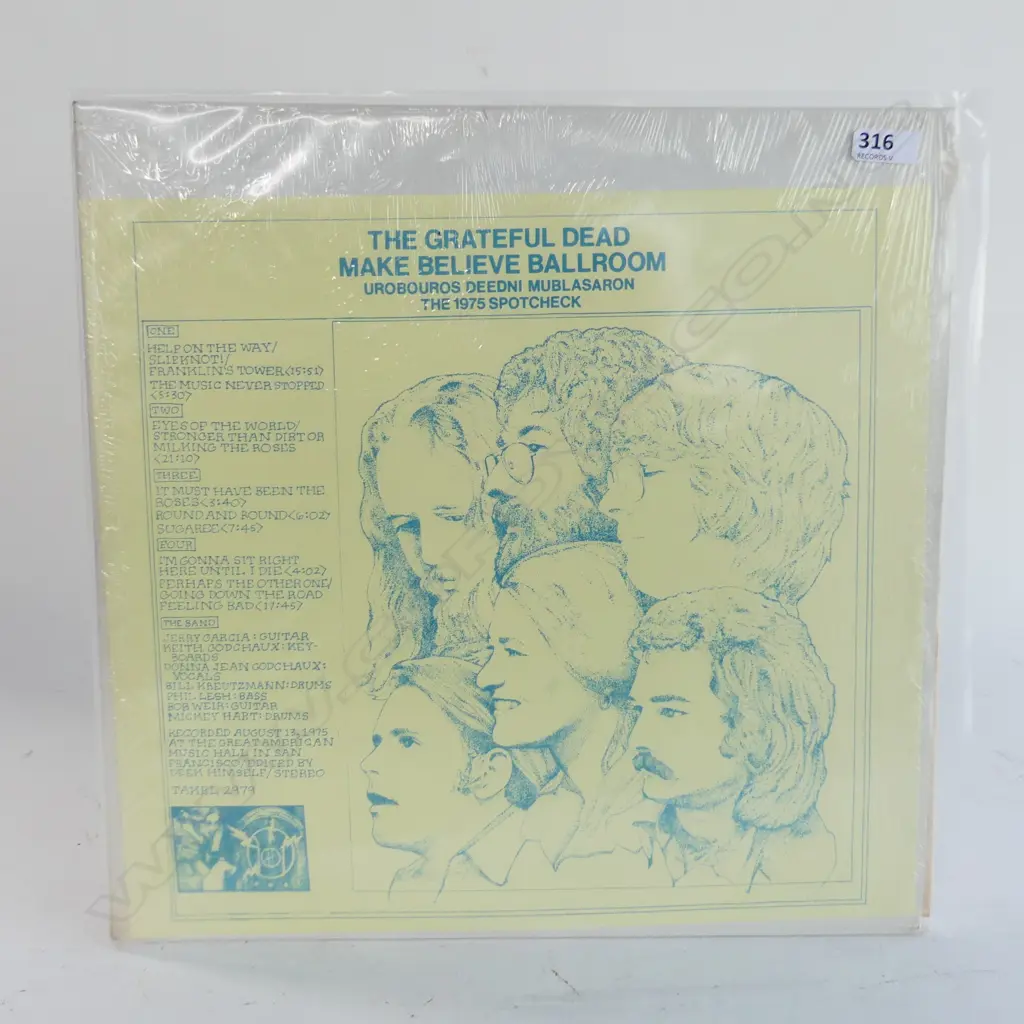 316
RECORDS V
THE GRATEFUL DEAD
MAKE BELIEVE BALLROOM
UROBOUROS DEEDNI MUBLASARON
THE 1975 SPOTCHECK
ONE
HELP ON THE WAY/
SLIPKNOT!/
FRANKLIN'S TOWER<15:51>
THE MUSIC NEVER STOPPED
<5:30>
TWO
EYES OF THE WORLD/
STRONGER THAN DIRT OR
MILKING THE ROSES
<21:10>
THREE
IT MUST HAVE BEEN THE
ROSES<3:40>
ROUND AND ROUND<6:02>
SUGAREE<7:45>
FOUR
I'M GONNA SIT RIGHT
HERE UNTIL I DIE<4:02>
PERHAPS THE OTHER ONE/
GOING DOWN THE ROAD
FEELING BAD<17:45>
THE BAND
JERRY GARCIA: GUITAR
KEITH GODCHAUX: KEY-
BOARDS
DONNA JEAN GODCHAUX:
VOCALS
BILL KREUTZMANN: DRUMS
PHIL LESH: BASS
BOB WEIR: GUITAR
MICKEY HART: DRUMS
RECORDED AUGUST 13, 1975
AT THE GREAT AMERICAN
MUSIC HALL IN SAN
FRANCISCO/EDITED BY
DEEK HIMSELF/STEREO
TAKRL 2979